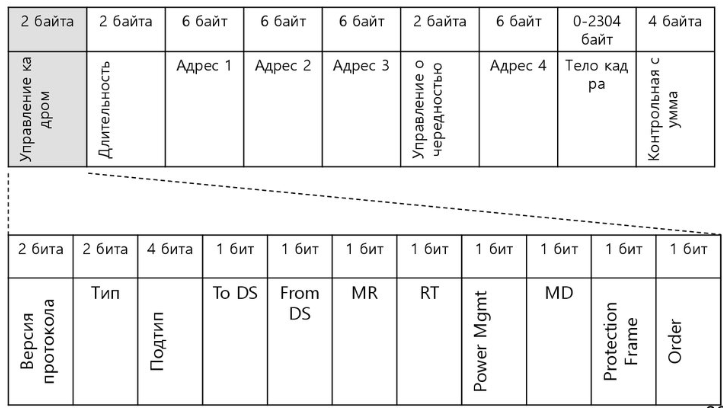 2 байта
2 байта
6 байт
6 байт
6 байт
2 байта
6 байт
0-2304
байт
4 байта
Управление ка
дром
Длительность
Адрес 1
Адрес 2
Адрес 3
Управление о
чередностью
Адрес 4
Тело кад
ра
Контрольная с
умма
2 бита
2 бита
4 бита
1 бит
1 бит
1 бит
1 бит
1 бит
1 бит
1 бит
1 бит
Версия
протокола
Тип
Подтип
To DS
From
DS
MR
RT
Power Mgmt
MD
Protection
Frame
Order